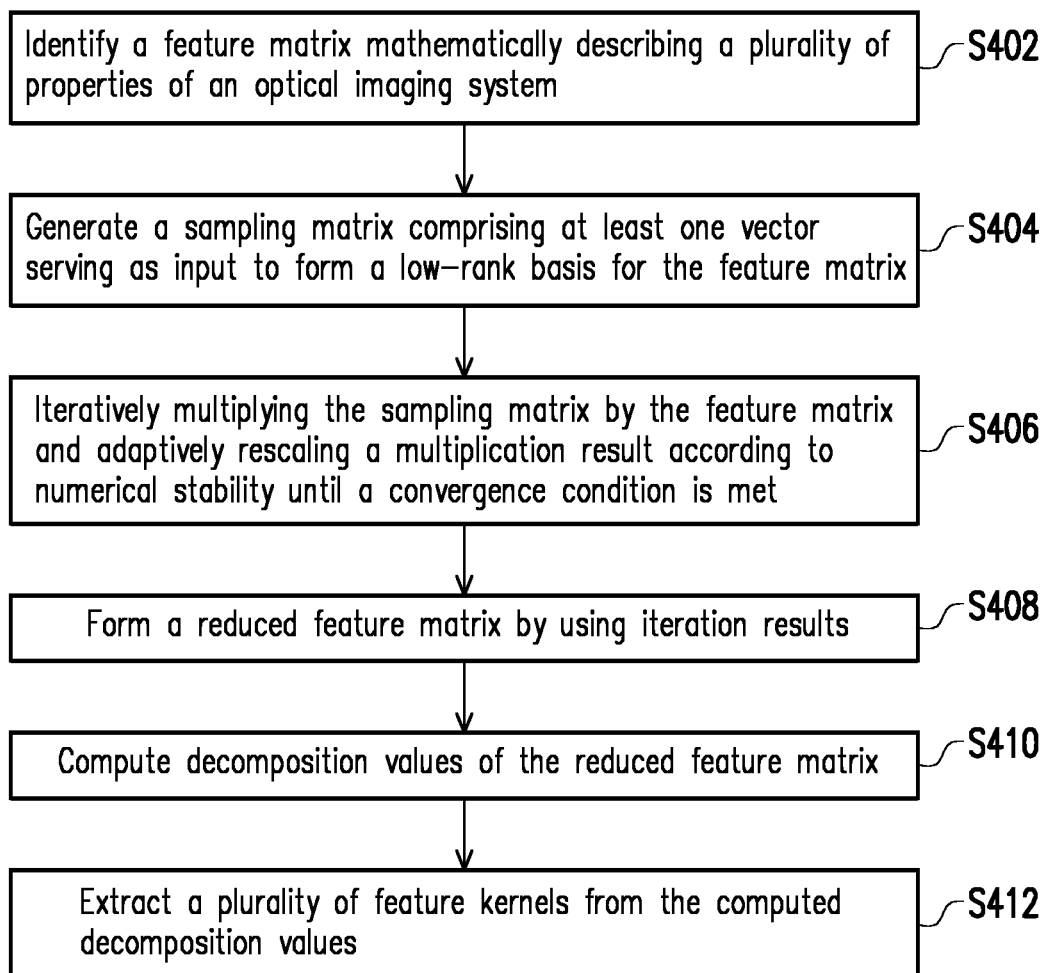 Identify a feature matrix mathematically describing a plurality of
properties of an optical imaging system
S402
Generate a sampling matrix comprising at least one vector
serving as input to form a low-rank basis for the feature matrix
S404
Iteratively multiplying the sampling matrix by the feature matrix
and adaptively rescaling a multiplication result according to
numerical stability until a convergence condition is met
S406
Form a reduced feature matrix by using iteration results
S408
Compute decomposition values of the reduced feature matrix
S410
Extract a plurality of feature kernels from the computed
decomposition values
S412